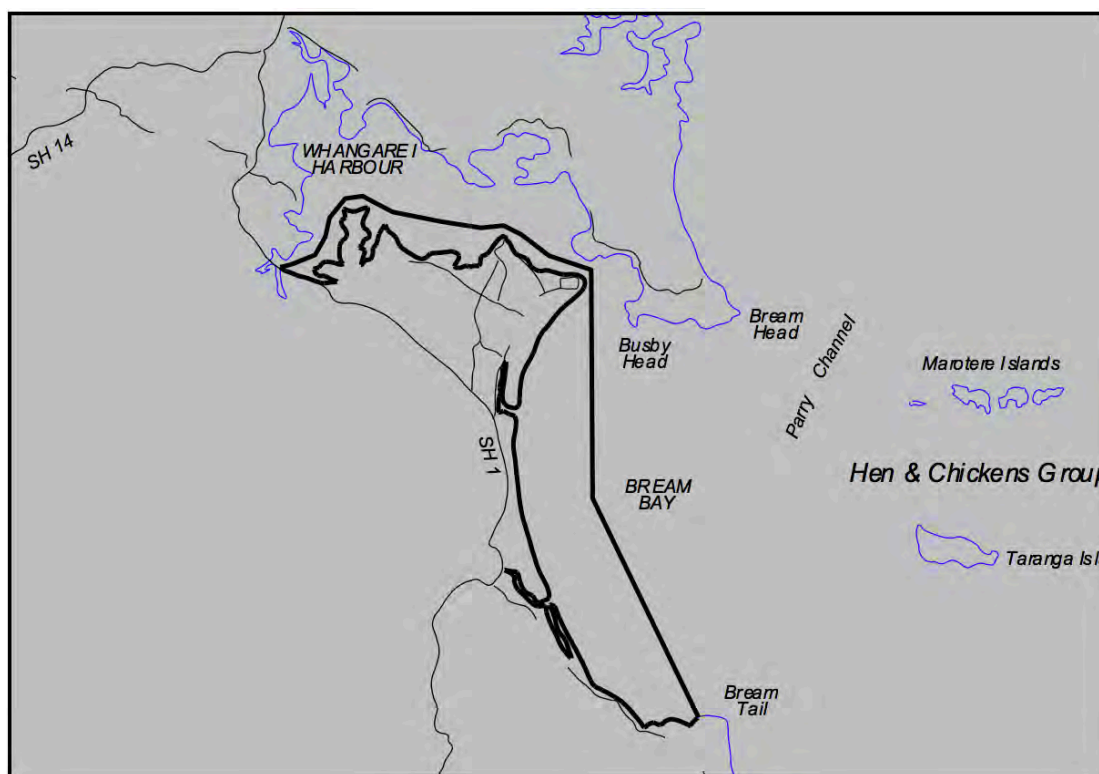 SH 14
WHANGAREI
HARBOUR
Bream
Head
Busby
Head
Parry Channel
Marotere Islands
SH 1
Hen & Chickens Group
BREAM
BAY
Taranga Isl
Bream
Tail